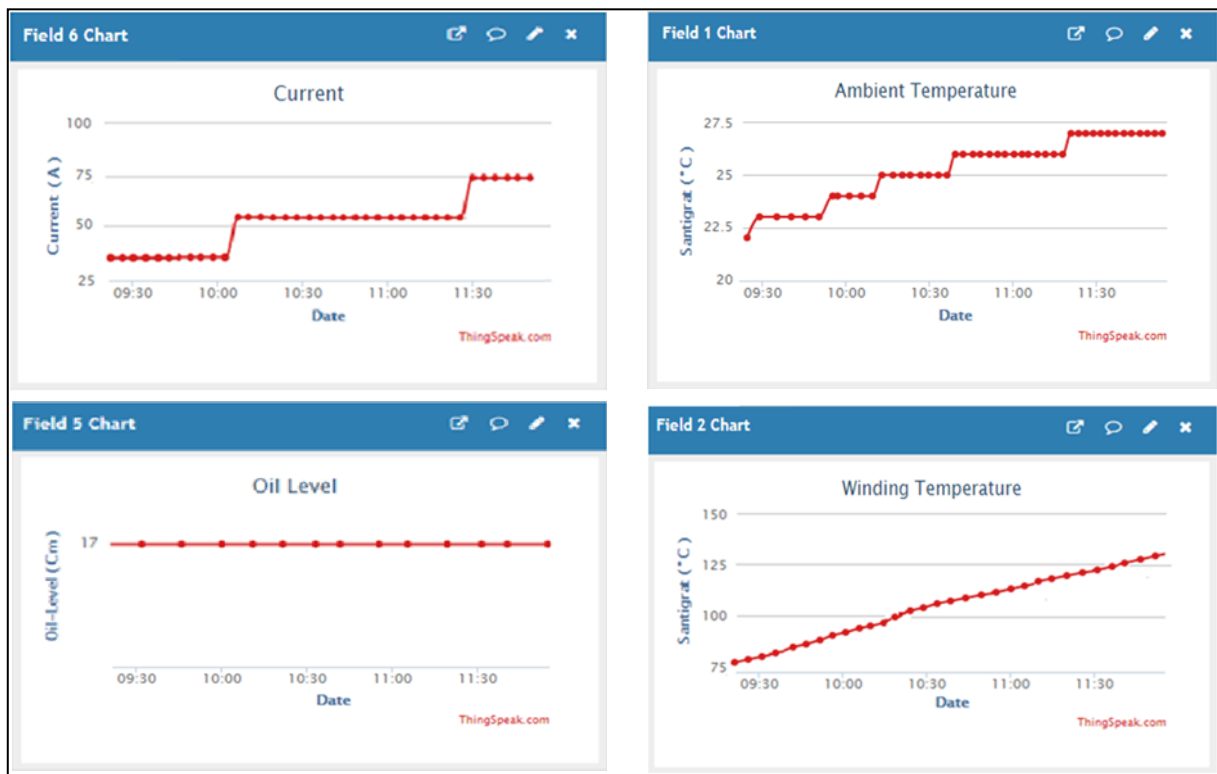 Field 6 Chart
Current
100
75
50
25
Current (A)
09:30 10:00 10:30 11:00 11:30
Date
ThingSpeak.com
Field 1 Chart
Ambient Temperature
27.5
25
22.5
20
Santigrat (°C)
09:30 10:00 10:30 11:00 11:30
Date
ThingSpeak.com
Field 5 Chart
Oil Level
17
Oil-Level (Cm)
09:30 10:00 10:30 11:00 11:30
Date
ThingSpeak.com
Field 2 Chart
Winding Temperature
150
125
100
75
Santigrat (°C)
09:30 10:00 10:30 11:00 11:30
Date
ThingSpeak.com